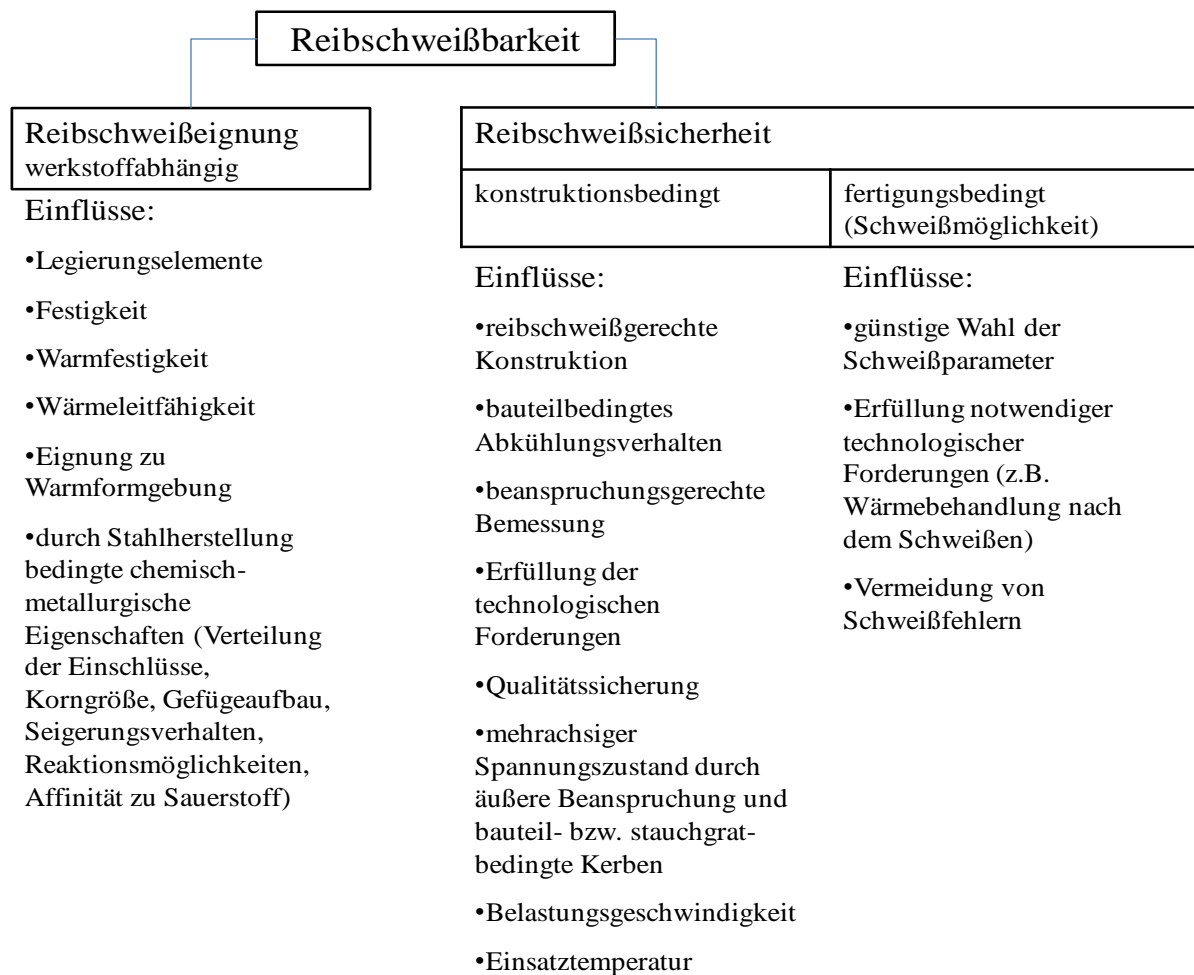 Reibschweißbarkeit
Reibschweißeignung
werkstoffabhängig
Einflüsse:
•Legierungselemente
•Festigkeit
•Warmfestigkeit
•Wärmeleitfähigkeit
•Eignung zu
Warmformgebung
•durch Stahlherstellung
bedingte chemisch-
metallurgische
Eigenschaften (Verteilung
der Einschlüsse,
Korngröße, Gefügeaufbau,
Seigerungsverhalten,
Reaktionsmöglichkeiten,
Affinität zu Sauerstoff)
Reibschweißsicherheit
konstruktionsbedingt
Einflüsse:
•reibschweißgerechte
Konstruktion
•bauteilbedingtes
Abkühlungsverhalten
•beanspruchungsgerechte
Bemessung
•Erfüllung der
technologischen
Forderungen
•Qualitätssicherung
•mehrachsiger
Spannungszustand durch
äußere Beanspruchung und
bauteil- bzw. stauchgrat-
bedingte Kerben
•Belastungsgeschwindigkeit
•Einsatztemperatur
fertigungsbedingt
(Schweißmöglichkeit)
Einflüsse:
•günstige Wahl der
Schweißparameter
•Erfüllung notwendiger
technologischer
Forderungen (z.B.
Wärmebehandlung nach
dem Schweißen)
•Vermeidung von
Schweißfehlern